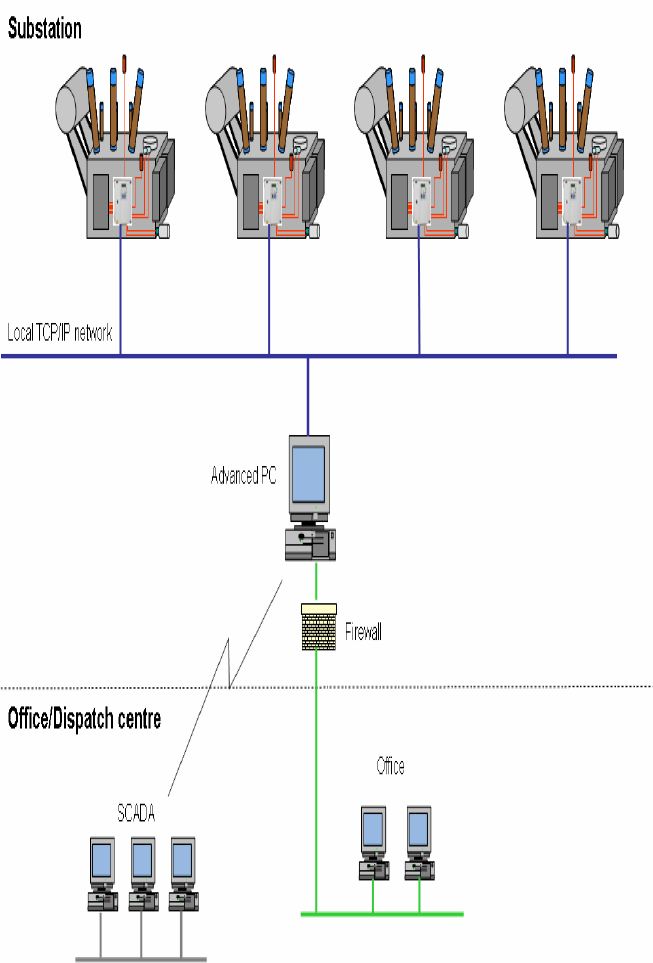 Substation
Local TCP/IP network
Advanced PC
Firewall
Office/Dispatch centre
Office
SCADA